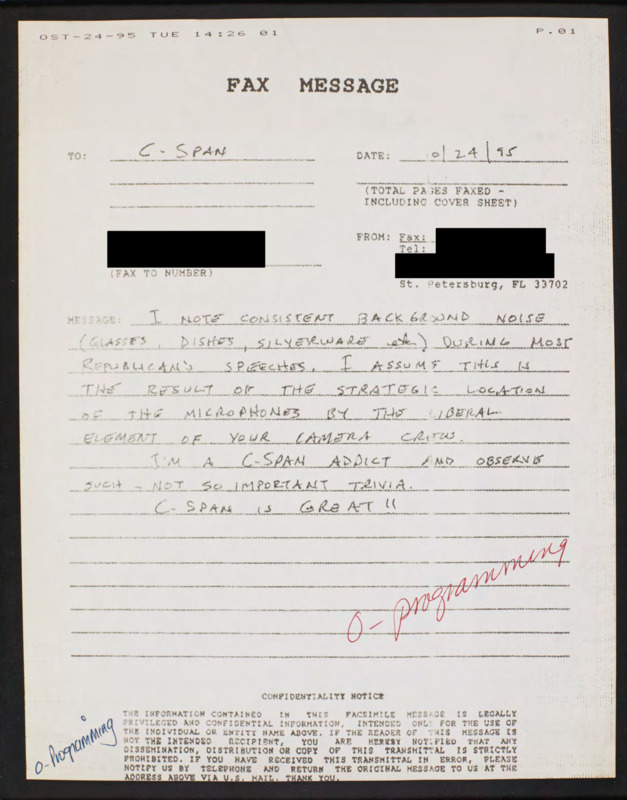 OST-24-95 TUE 14:26 01 P.01
FAX MESSAGE
TO: C-SPAN
DATE: 0/24/95
(TOTAL PAGES FAXED -
INCLUDING COVER SHEET)
FROM: Fax:
Tel:
(FAX TO NUMBER)
St. Petersburg, FL 33702
MESSAGE: I NOTE CONSISTENT BACKGROUND NOISE
(GLASSES, DISHES, SILVERWARE etc) DURING MOST
REPUBLICAN'S SPEECHES. I ASSUME THIS IS
THE RESULT OF THE STRATEGIC LOCATION
OF THE MICROPHONES BY THE LIBERAL
ELEMENT OF YOUR CAMERA CREW.
I'M A C-SPAN ADDICT AND OBSERVE
SUCH - NOT SO IMPORTANT TRIVIA.
C-SPAN IS GREAT!!
O-programming
CONFIDENTIALITY NOTICE
THE INFORMATION CONTAINED IN THIS FACSIMILE MESSAGE IS LEGALLY
PRIVILEGED AND CONFIDENTIAL INFORMATION, INTENDED ONLY FOR THE USE OF
THE INDIVIDUAL OR ENTITY NAME ABOVE. IF THE READER OF THIS MESSAGE IS
NOT THE INTENDED RECIPIENT, YOU ARE HEREBY NOTIFIED THAT ANY
DISSEMINATION, DISTRIBUTION OR COPY OF THIS TRANSMITTAL IS STRICTLY
PROHIBITED. IF YOU HAVE RECEIVED THIS TRANSMITTAL IN ERROR, PLEASE
NOTIFY US BY TELEPHONE AND RETURN THE ORIGINAL MESSAGE TO US AT THE
ADDRESS ABOVE VIA U.S. MAIL. THANK YOU.
O-Programming